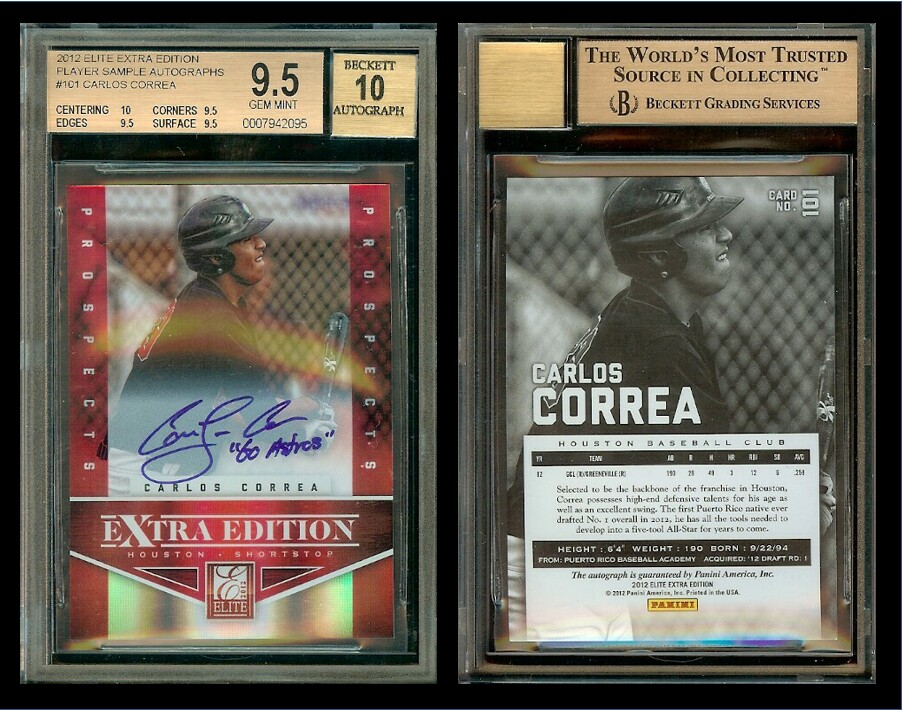 2012 ELITE EXTRA EDITION
PLAYER SAMPLE AUTOGRAPHS
#101 CARLOS CORREA
CENTERING 10 CORNERS 9.5
EDGES 9.5 SURFACE 9.5
9.5
GEM MINT
0007942095
BECKETT
10
AUTOGRAPH
PROSPECTS
PROSPECTS
"Go Astros"
CARLOS CORREA
EXTRA EDITION
HOUSTON • SHORTSTOP
E
2012
ELITE
THE WORLD'S MOST TRUSTED
SOURCE IN COLLECTING™
B BECKETT GRADING SERVICES
CARD
NO. 101
CARLOS
CORREA
HOUSTON BASEBALL CLUB
YR TEAM AB R H HR RBI SB AVG
12 GCL (R)/GREENEVILLE (R) 190 28 49 3 12 6 .258
Selected to be the backbone of the franchise in Houston,
Correa possesses high-end defensive talents for his age as
well as an excellent swing. The first Puerto Rico native ever
drafted No. 1 overall in 2012, he has all the tools needed to
develop into a five-tool All-Star for years to come.
HEIGHT: 6'4" WEIGHT: 190 BORN: 9/22/94
FROM: PUERTO RICO BASEBALL ACADEMY ACQUIRED: '12 DRAFT RD: 1
The autograph is guaranteed by Panini America, Inc.
2012 ELITE EXTRA EDITION
© 2012 Panini America, Inc. Printed in the USA.
PANINI